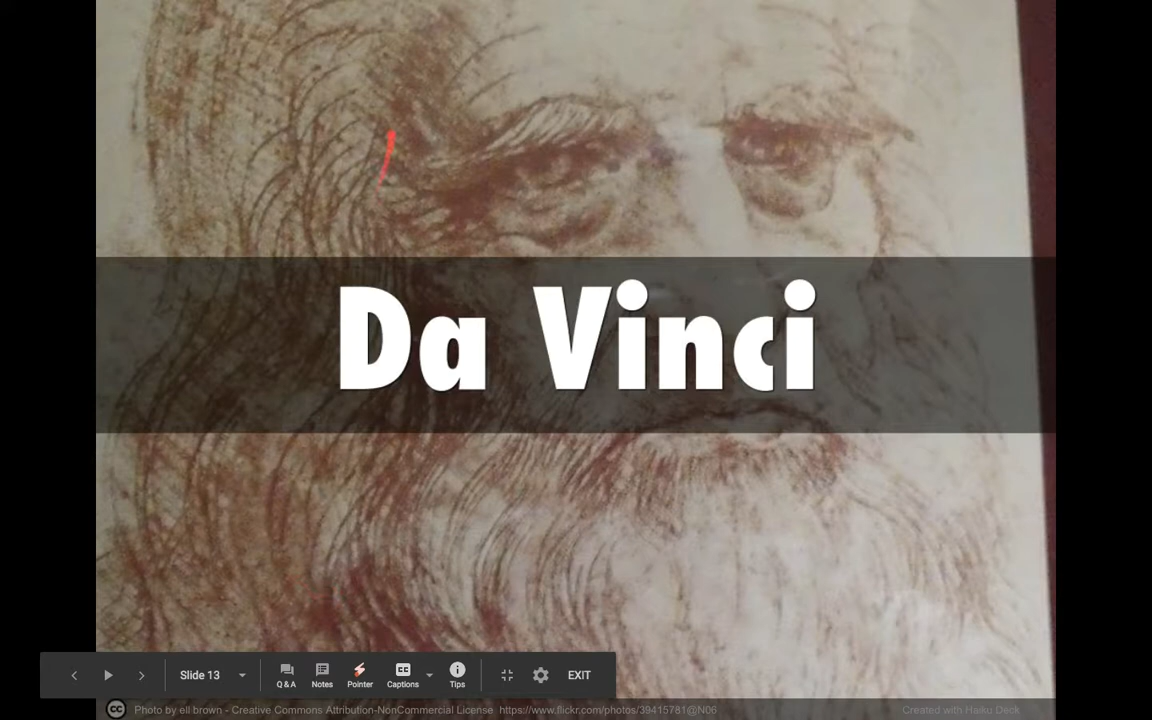 Da Vinci
Slide 13
Q & A
Notes
Pointer
Captions
Tips
EXIT
Photo by ell brown - Creative Commons Attribution-NonCommercial License https://www.flickr.com/photos/39415781@N06
Created with Haiku Deck